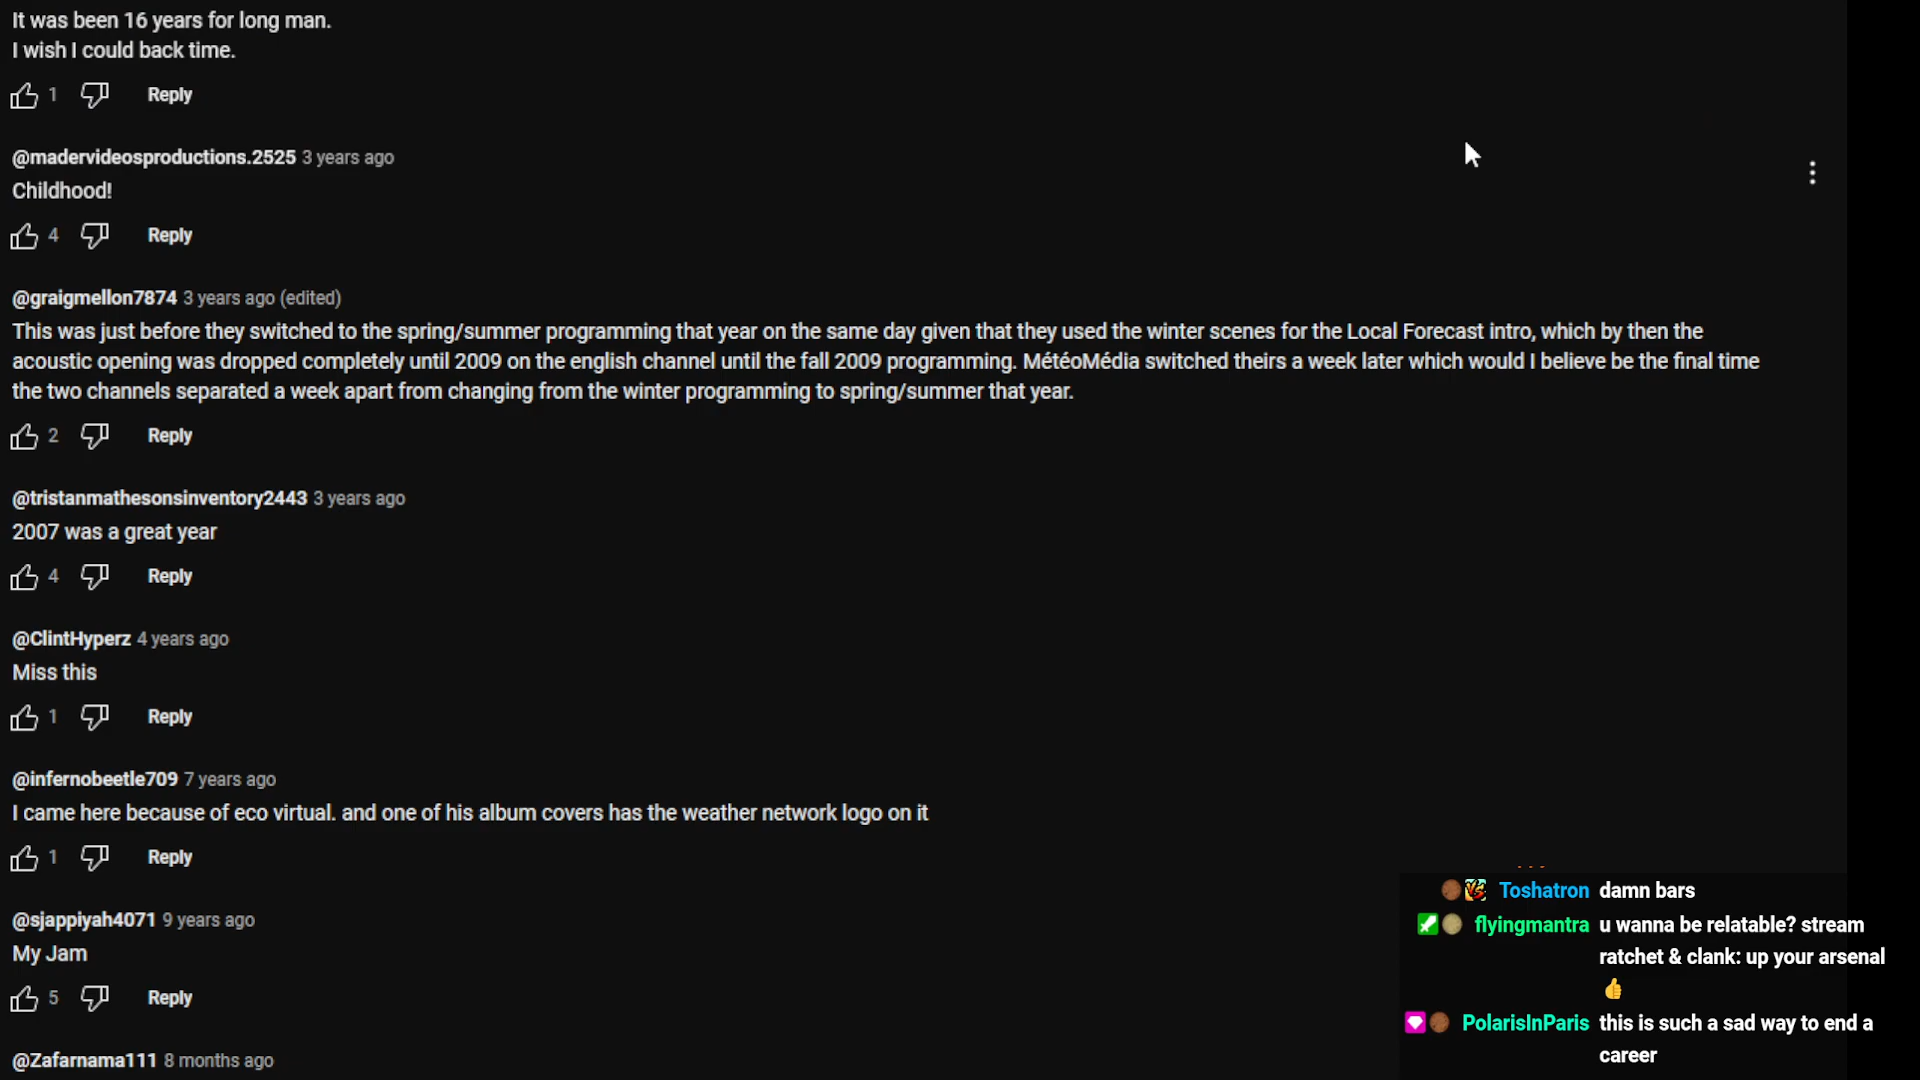 It was been 16 years for long man.
I wish I could back time.
1 Reply
@madervideosproductions.2525 3 years ago
Childhood!
4 Reply
@graigmellon7874 3 years ago (edited)
This was just before they switched to the spring/summer programming that year on the same day given that they used the winter scenes for the Local Forecast intro, which by then the
acoustic opening was dropped completely until 2009 on the english channel until the fall 2009 programming. MétéoMédia switched theirs a week later which would I believe be the final time
the two channels separated a week apart from changing from the winter programming to spring/summer that year.
2 Reply
@tristanmathesonsinventory2443 3 years ago
2007 was a great year
4 Reply
@ClintHyperz 4 years ago
Miss this
1 Reply
@infernobeetle709 7 years ago
I came here because of eco virtual. and one of his album covers has the weather network logo on it
1 Reply
@sjappiyah4071 9 years ago
My Jam
5 Reply
@Zafarnama111 8 months ago
Toshatron damn bars
flyingmantra u wanna be relatable? stream
ratchet & clank: up your arsenal
👍
PolarisInParis this is such a sad way to end a
career